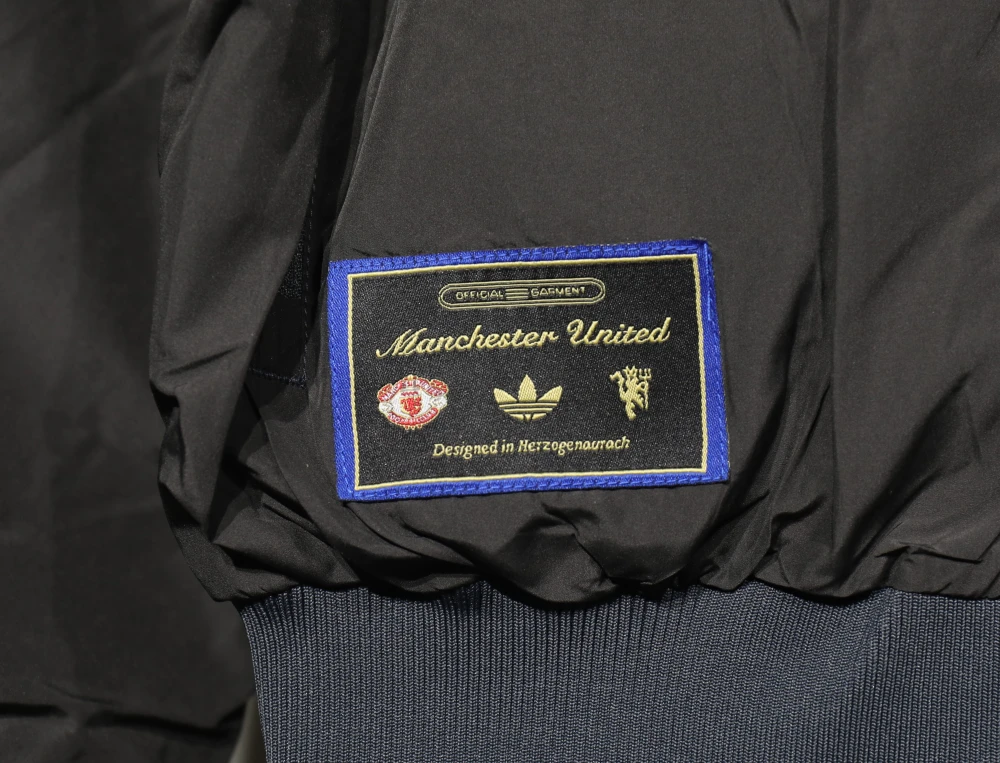 OFFICIAL GARMENT
Manchester United
Designed in Herzogenaurach